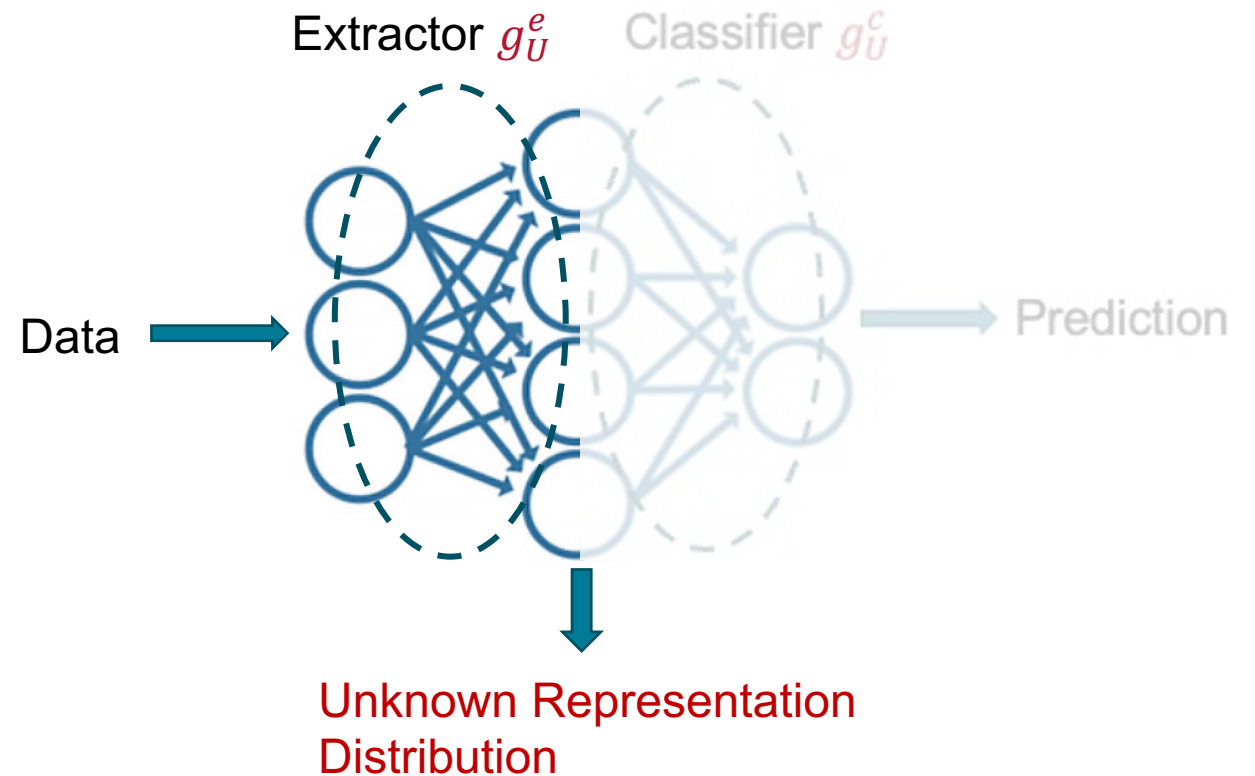 Extractor g_U^e
Classifier g_U^c
Data
Prediction
Unknown Representation
Distribution